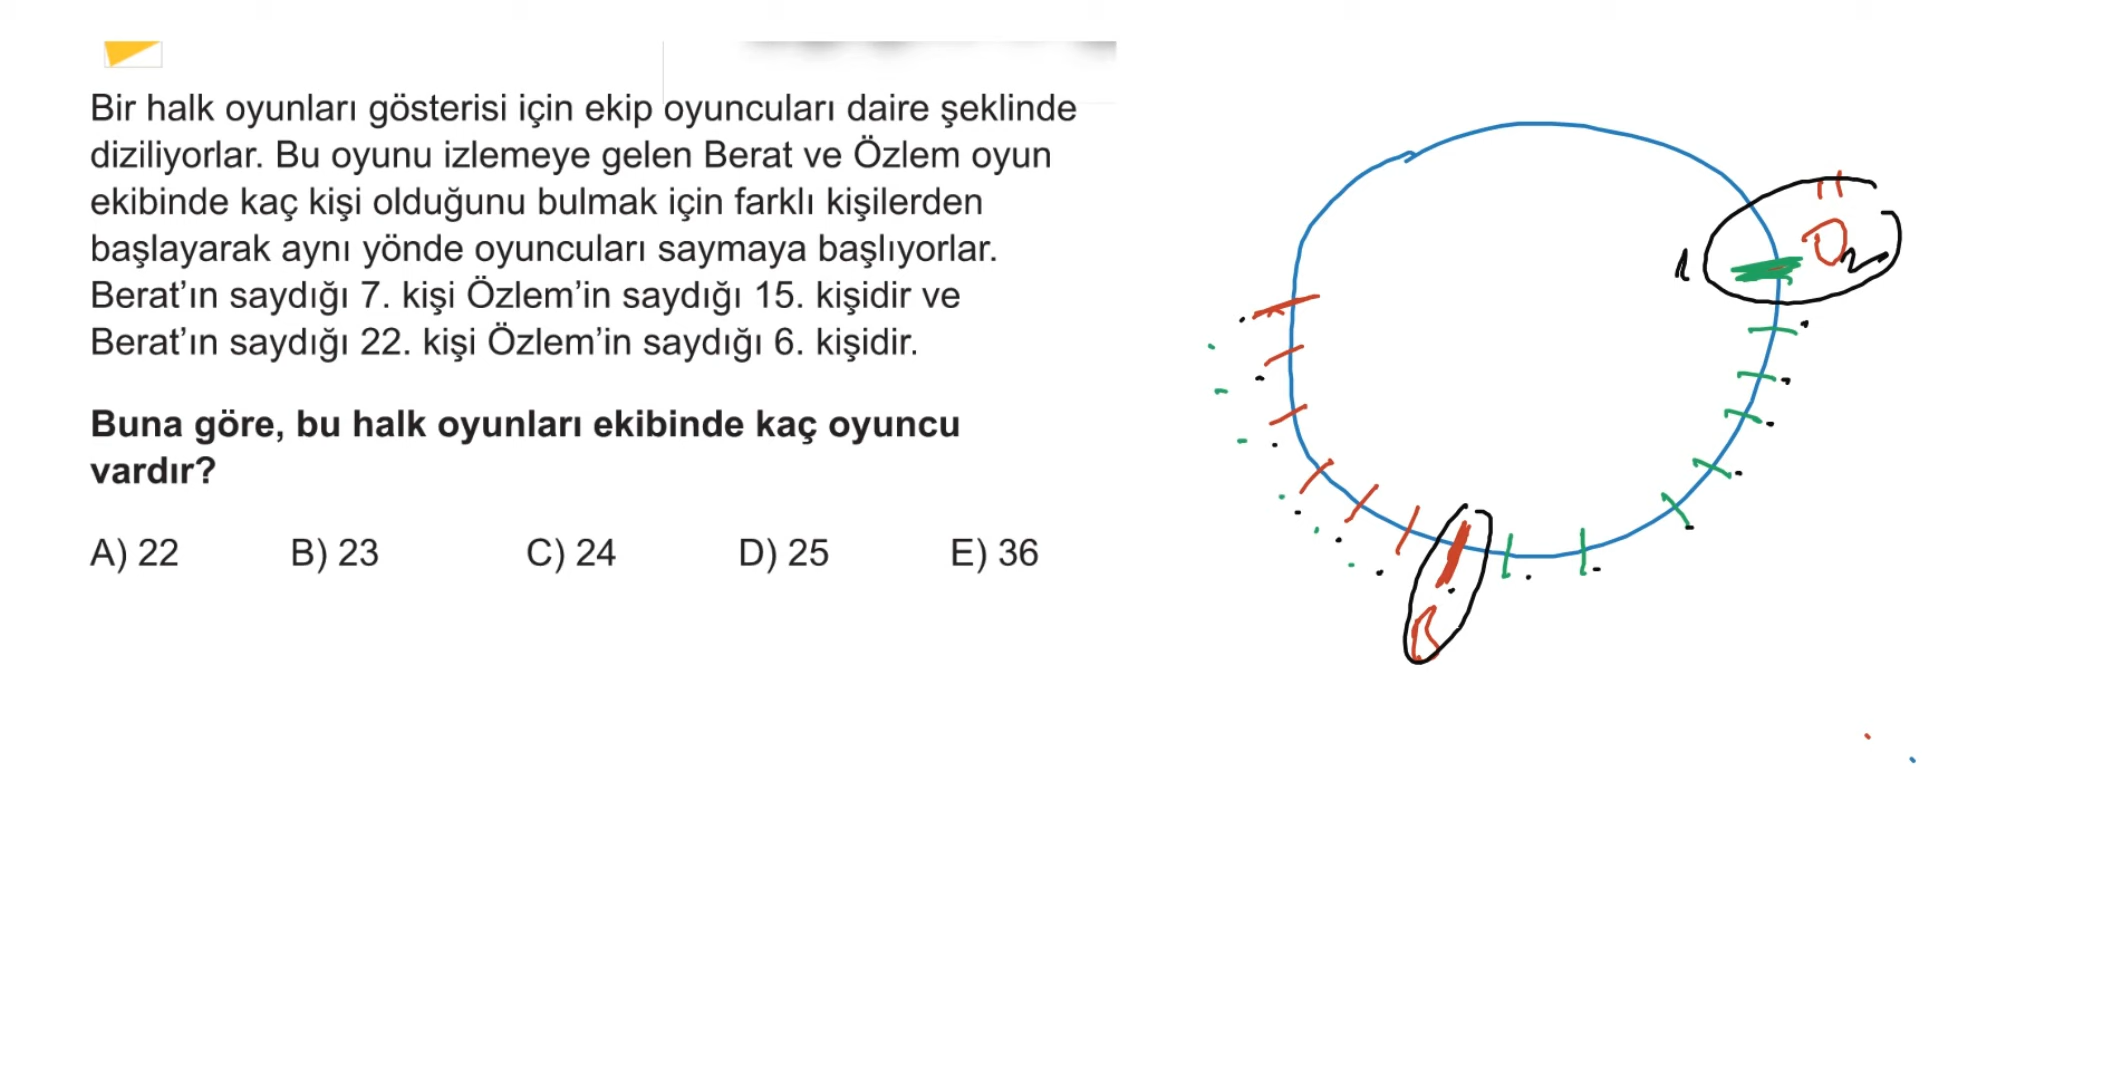 Bir halk oyunları gösterisi için ekip oyuncuları daire şeklinde
diziliyorlar. Bu oyunu izlemeye gelen Berat ve Özlem oyun
ekibinde kaç kişi olduğunu bulmak için farklı kişilerden
başlayarak aynı yönde oyuncuları saymaya başlıyorlar.
Berat’ın saydığı 7. kişi Özlem’in saydığı 15. kişidir ve
Berat’ın saydığı 22. kişi Özlem’in saydığı 6. kişidir.
Buna göre, bu halk oyunları ekibinde kaç oyuncu
vardır?
A) 22 B) 23 C) 24 D) 25 E) 36
1
B